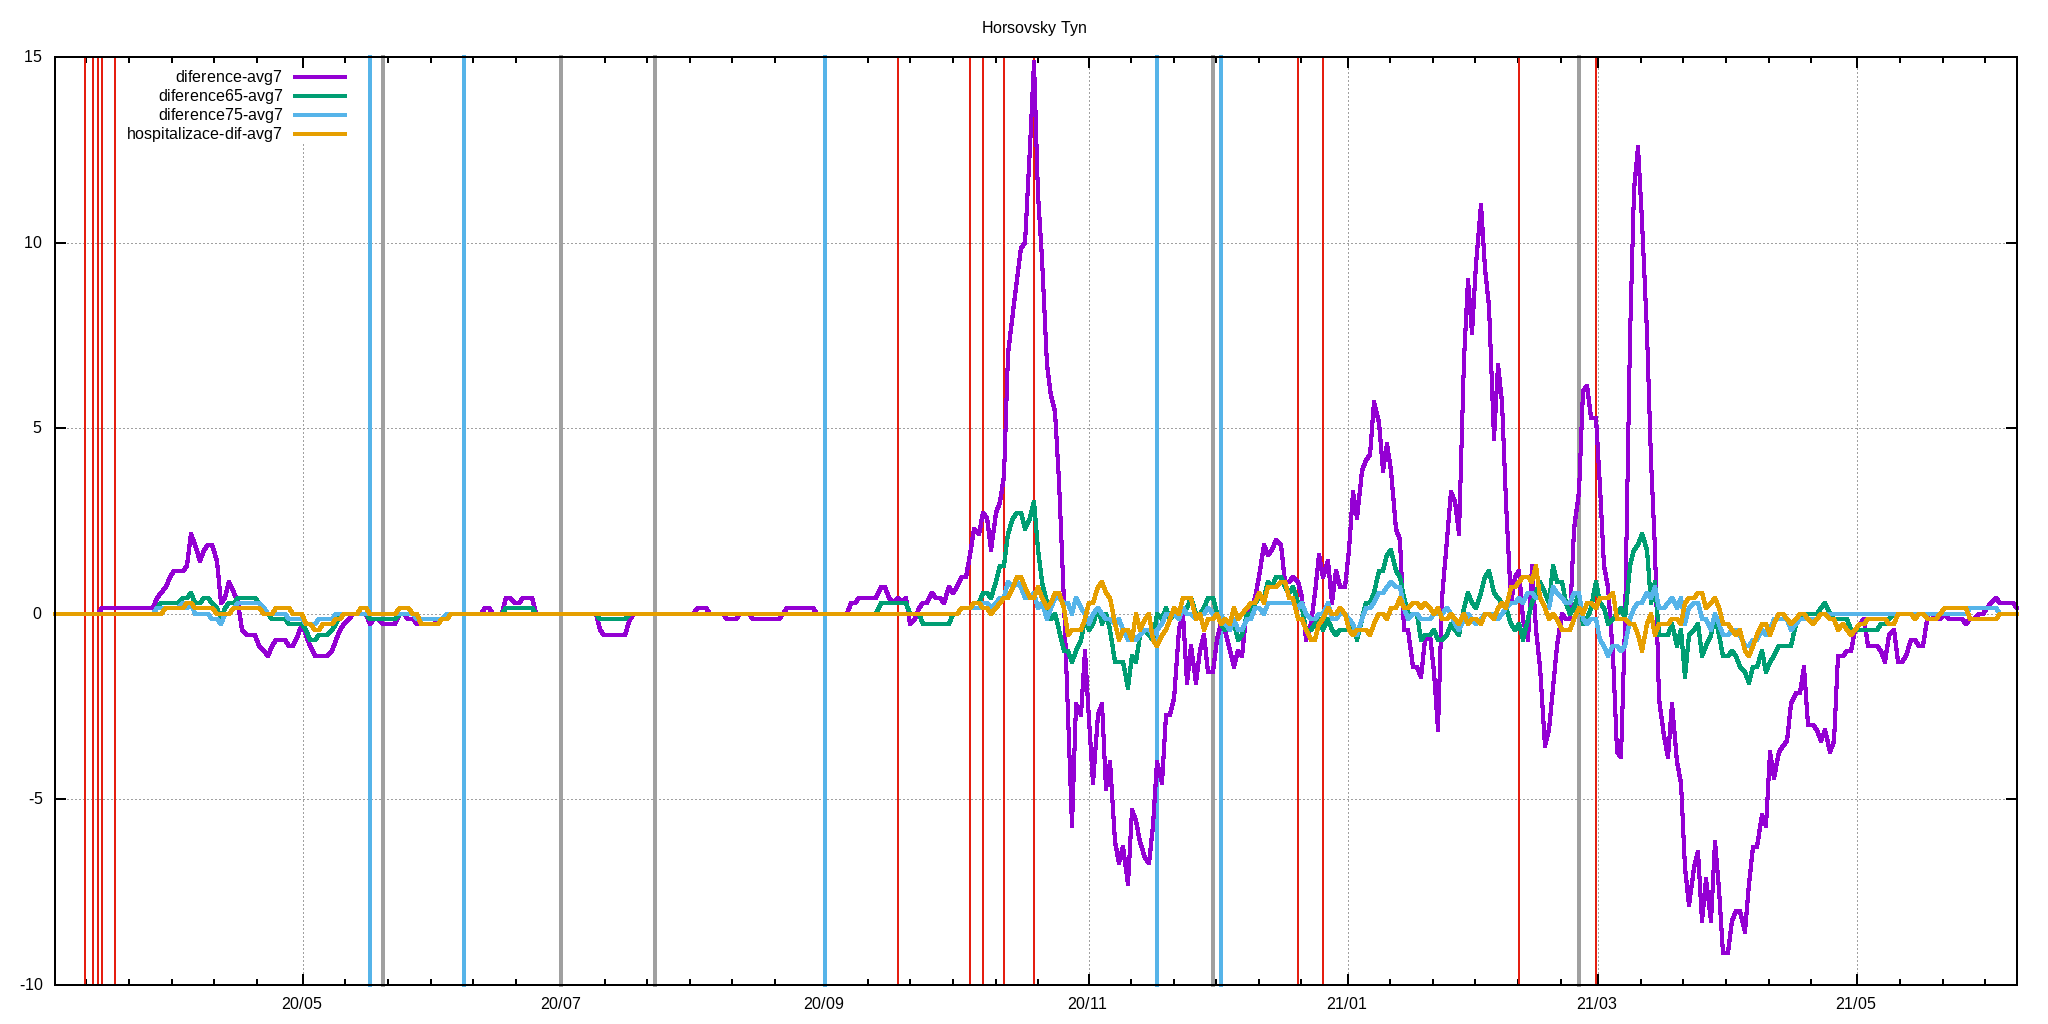 Horsovsky Tyn
15
10
5
0
-5
-10
diference-avg7
diference65-avg7
diference75-avg7
hospitalizace-dif-avg7
20/05
20/07
20/09
20/11
21/01
21/03
21/05